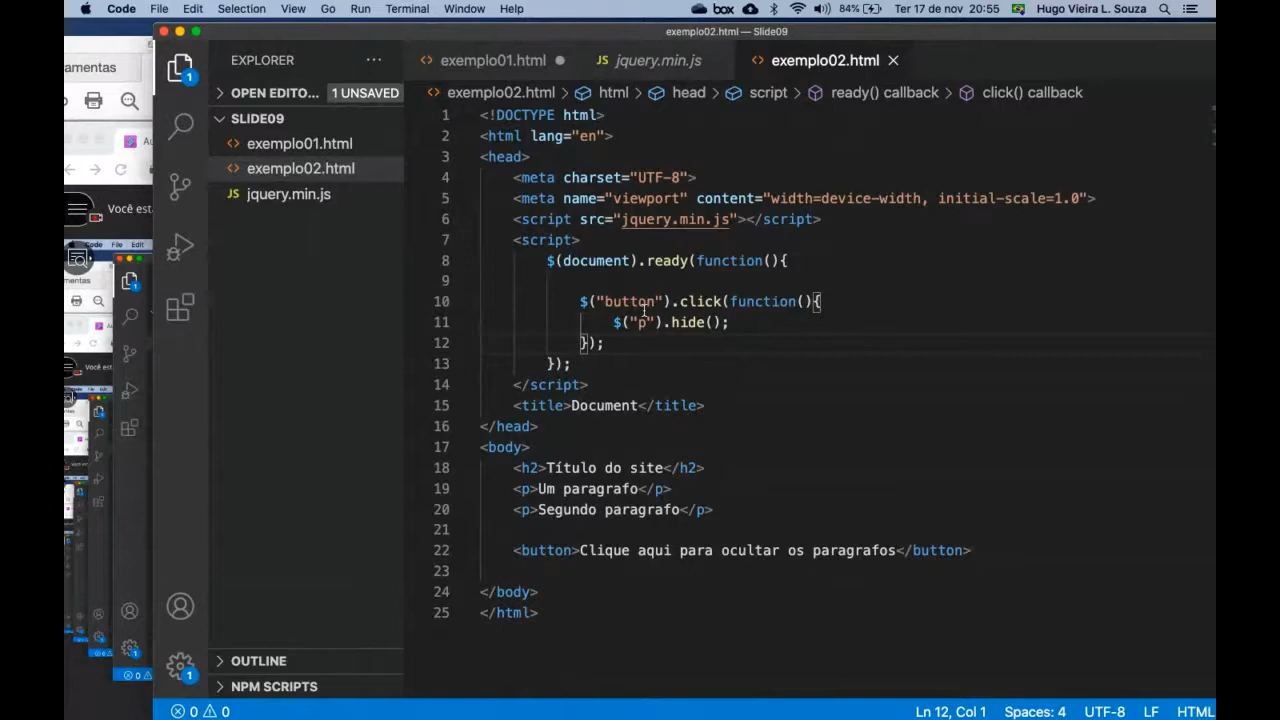 Code File Edit Selection View Go Run Terminal Window Help box 84% Ter 17 de nov 20:55 Hugo Vieira L. Souza
exemplo02.html — Slide09
amentas
Você est
Code File Edit
EXPLORER ...
OPEN EDITO... 1 UNSAVED
SLIDE09
exemplo01.html
exemplo02.html
JS jquery.min.js
OUTLINE
NPM SCRIPTS
exemplo01.html JS jquery.min.js exemplo02.html
exemplo02.html > html > head > script > ready() callback > click() callback
1 <!DOCTYPE html>
2 <html lang="en">
3 <head>
4 <meta charset="UTF-8">
5 <meta name="viewport" content="width=device-width, initial-scale=1.0">
6 <script src="jquery.min.js"></script>
7 <script>
8 $(document).ready(function(){
9
10 $("button").click(function(){
11 $("p").hide();
12 });
13 });
14 </script>
15 <title>Document</title>
16 </head>
17 <body>
18 <h2>Título do site</h2>
19 <p>Um paragrafo</p>
20 <p>Segundo paragrafo</p>
21
22 <button>Clique aqui para ocultar os paragrafos</button>
23
24 </body>
25 </html>
0 0 Ln 12, Col 1 Spaces: 4 UTF-8 LF HTML